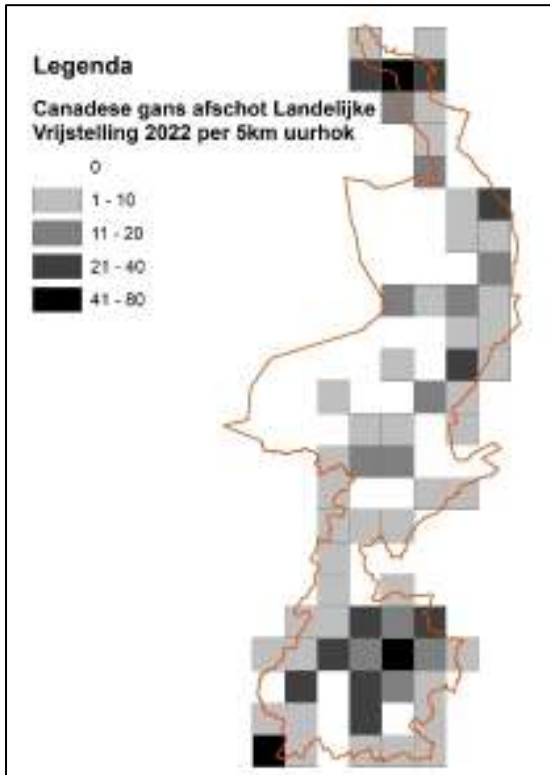 Legenda
Canadese gans afschot Landelijke
Vrijstelling 2022 per 5km uurhok
0
1 - 10
11 - 20
21 - 40
41 - 80